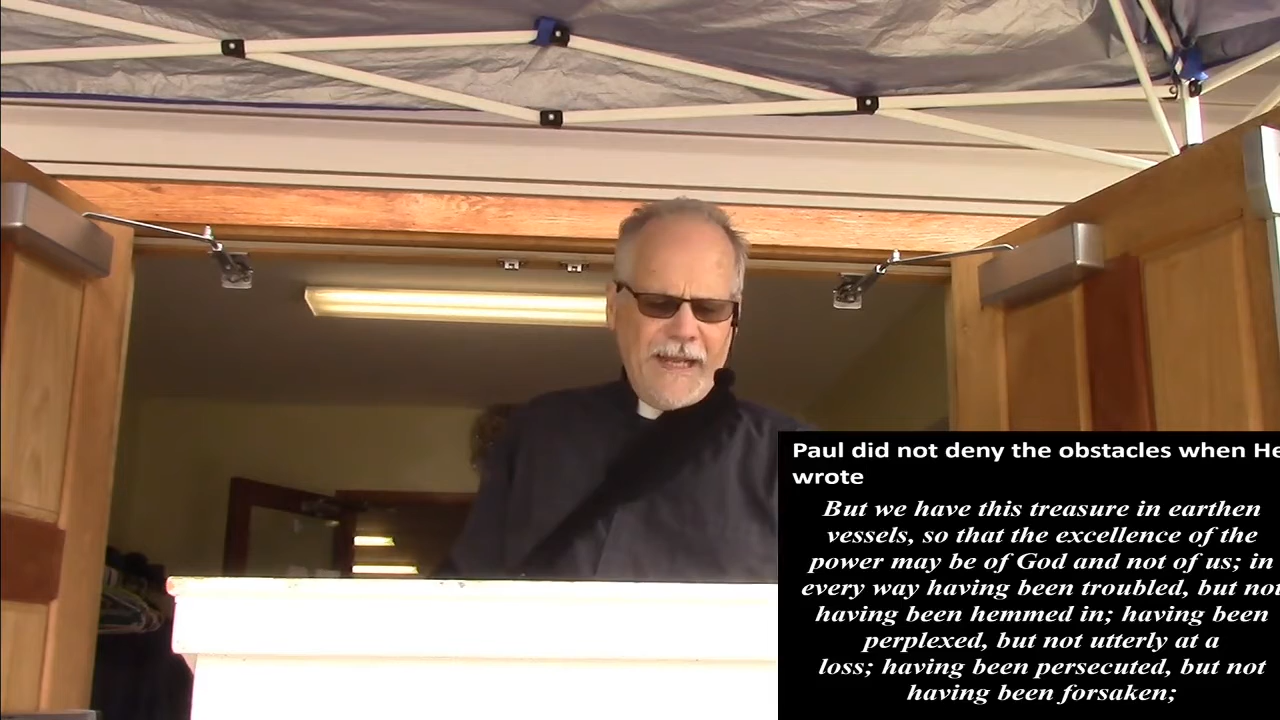 Paul did not deny the obstacles when He
wrote
But we have this treasure in earthen
vessels, so that the excellence of the
power may be of God and not of us; in
every way having been troubled, but not
having been hemmed in; having been
perplexed, but not utterly at a
loss; having been persecuted, but not
having been forsaken;